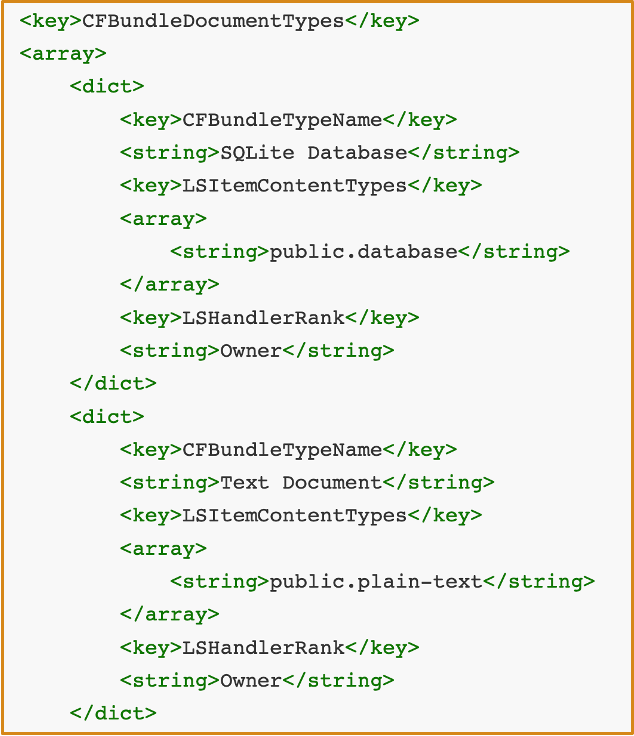 <key>CFBundleDocumentTypes</key>
<array>
    <dict>
        <key>CFBundleTypeName</key>
        <string>SQLite Database</string>
        <key>LSItemContentTypes</key>
        <array>
            <string>public.database</string>
        </array>
        <key>LSHandlerRank</key>
        <string>Owner</string>
    </dict>
    <dict>
        <key>CFBundleTypeName</key>
        <string>Text Document</string>
        <key>LSItemContentTypes</key>
        <array>
            <string>public.plain-text</string>
        </array>
        <key>LSHandlerRank</key>
        <string>Owner</string>
    </dict>